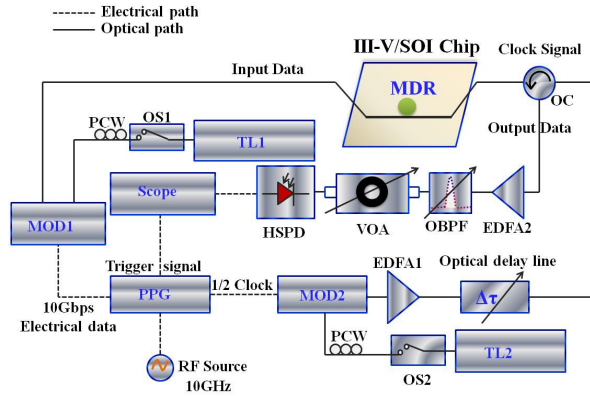 Electrical path
Optical path
III-V/SOI Chip
Clock Signal
Input Data
MDR
OC
Output Data
PCW
OS1
TL1
Scope
HSPD
VOA
OBPF
EDFA2
MOD1
Trigger signal
PPG
1/2 Clock
MOD2
EDFA1
Optical delay line
Δτ
10Gbps
Electrical data
PCW
OS2
TL2
RF Source
10GHz